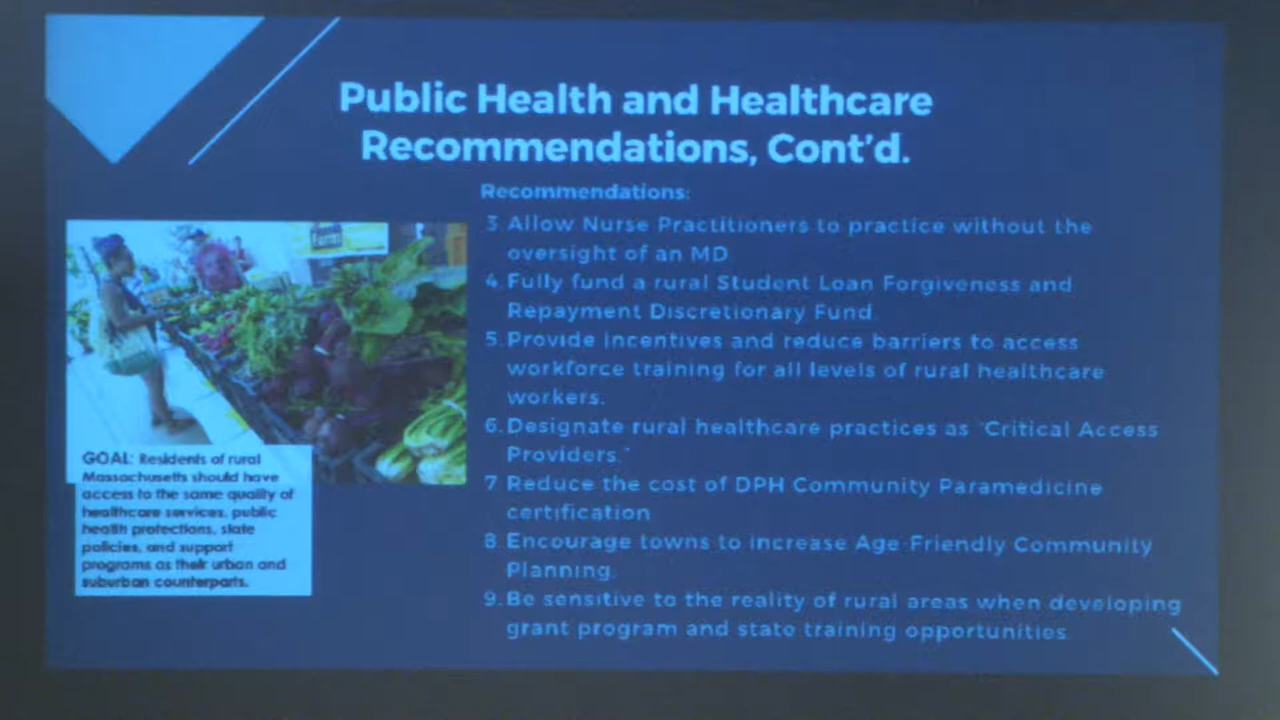 Public Health and Healthcare
Recommendations, Cont'd.
Recommendations:
3. Allow Nurse Practitioners to practice without the
oversight of an MD.
4. Fully fund a rural Student Loan Forgiveness and
Repayment Discretionary Fund.
5. Provide incentives and reduce barriers to access
workforce training for all levels of rural healthcare
workers.
6. Designate rural healthcare practices as "Critical Access
Providers."
7. Reduce the cost of DPH Community Paramedicine
certification.
8. Encourage towns to increase Age Friendly Community
Planning.
9. Be sensitive to the reality of rural areas when developing
grant program and state training opportunities.
GOAL: Residents of rural
Massachusetts should have
access to the same quality of
healthcare services, public
health protections, state
policies, and support
programs as their urban and
suburban counterparts.